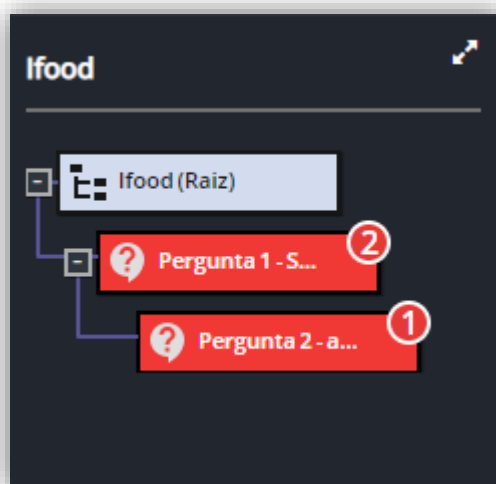 Ifood
Ifood (Raiz)
2
Pergunta 1 - S...
1
Pergunta 2 - a...